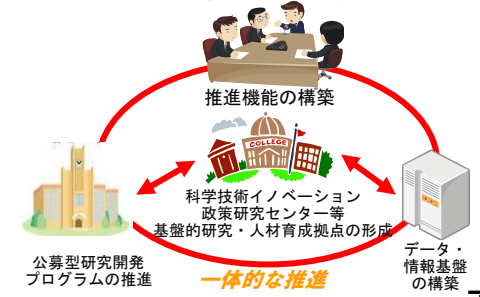 推進機能の構築
COLLEGE
科学技術イノベーション
政策研究センター等
基盤的研究・人材育成拠点の形成
公募型研究開発
プログラムの推進
一体的な推進
データ・
情報基盤
の構築